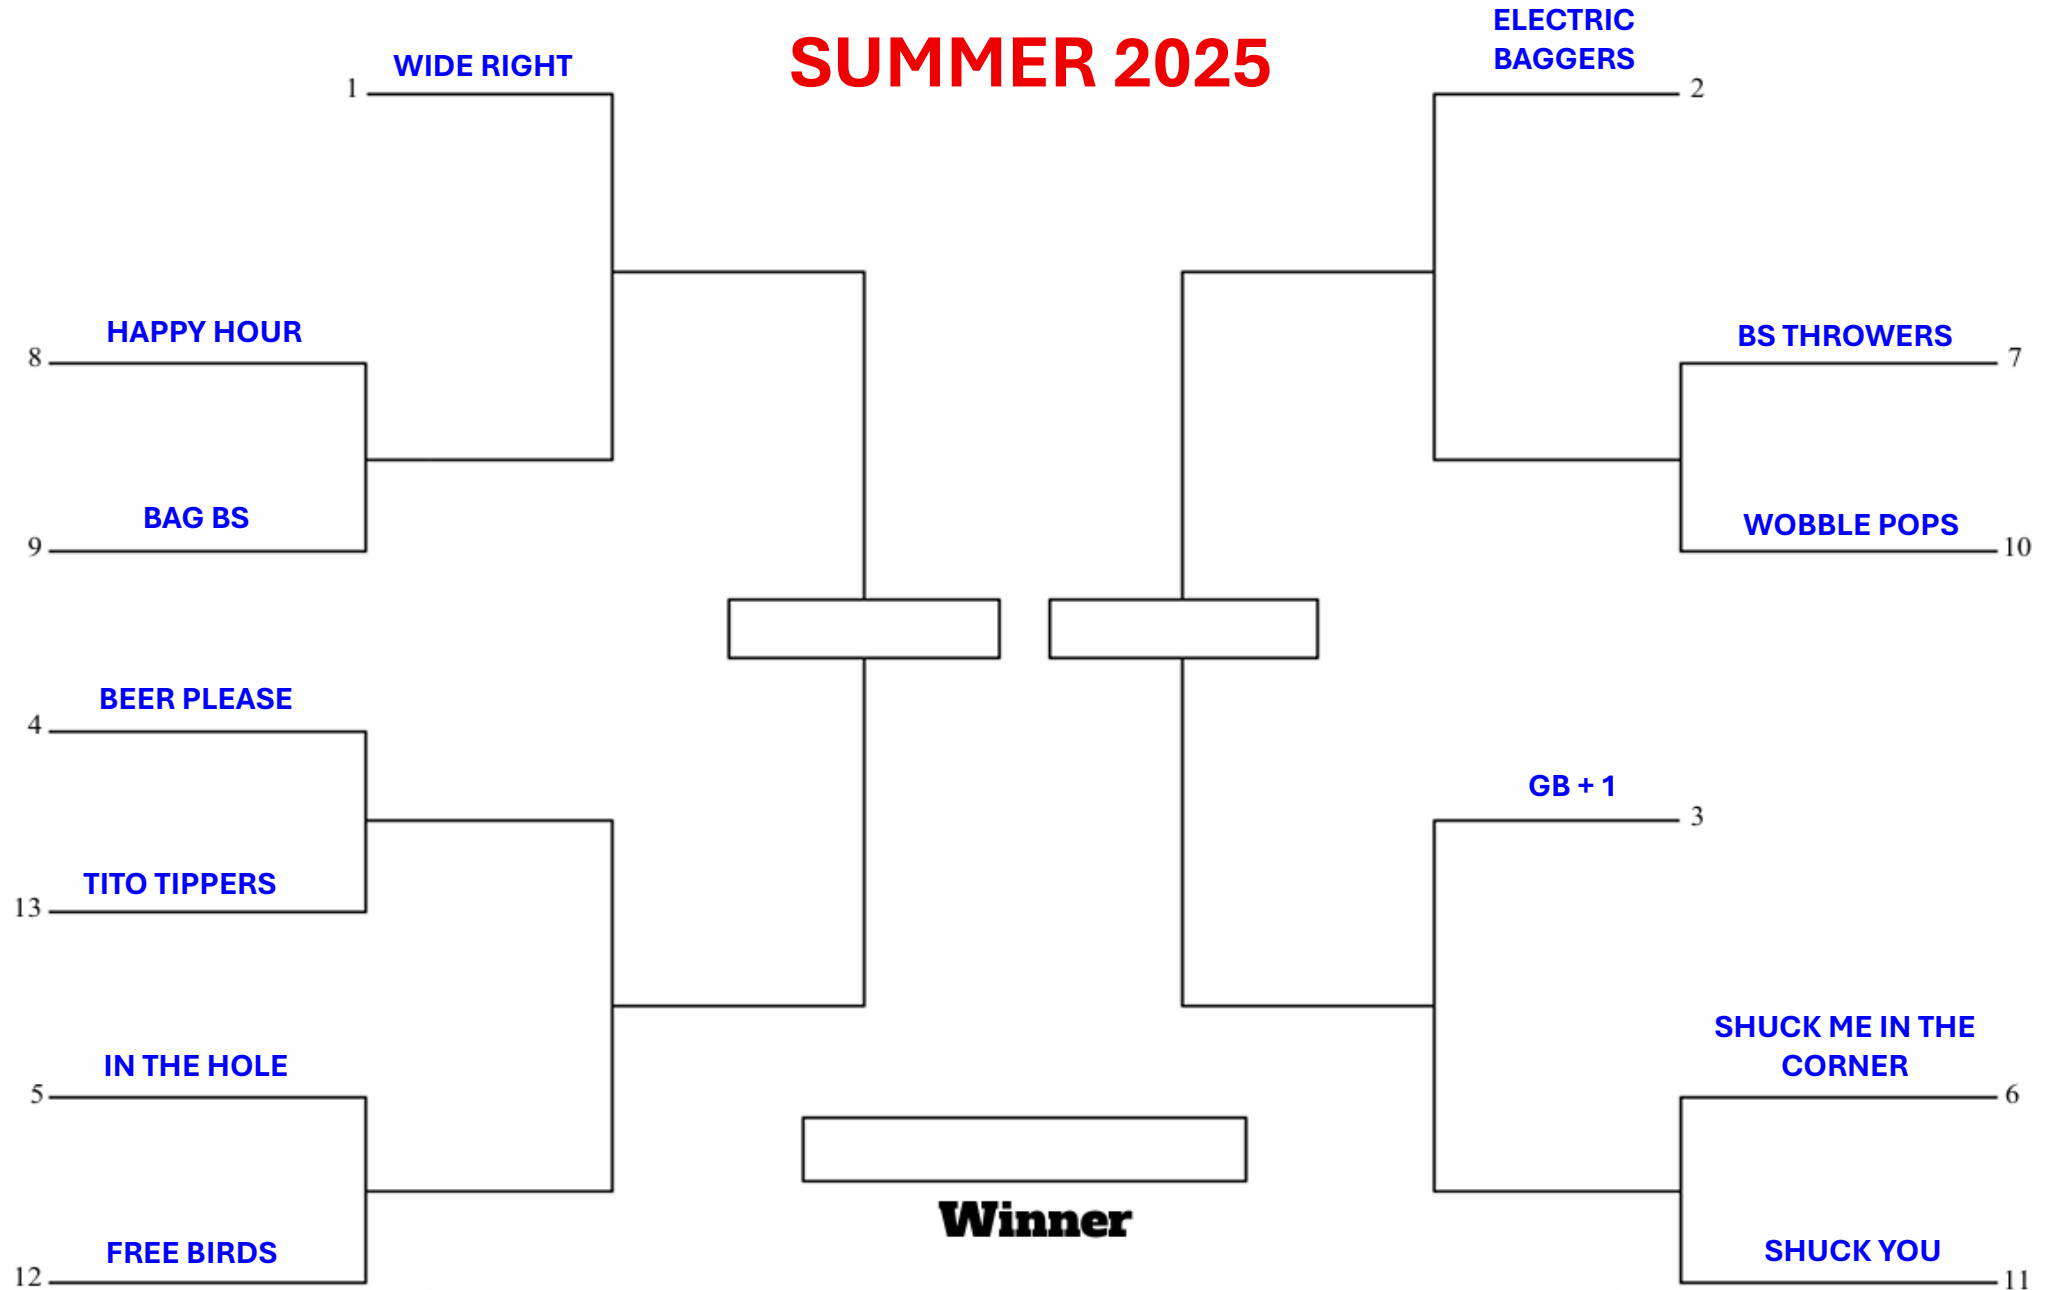 SUMMER 2025
WIDE RIGHT
1
HAPPY HOUR
8
BAG BS
9
BEER PLEASE
4
TITO TIPPERS
13
IN THE HOLE
5
FREE BIRDS
12
ELECTRIC
BAGGERS
2
BS THROWERS
7
WOBBLE POPS
10
GB + 1
3
SHUCK ME IN THE
CORNER
6
SHUCK YOU
11
Winner